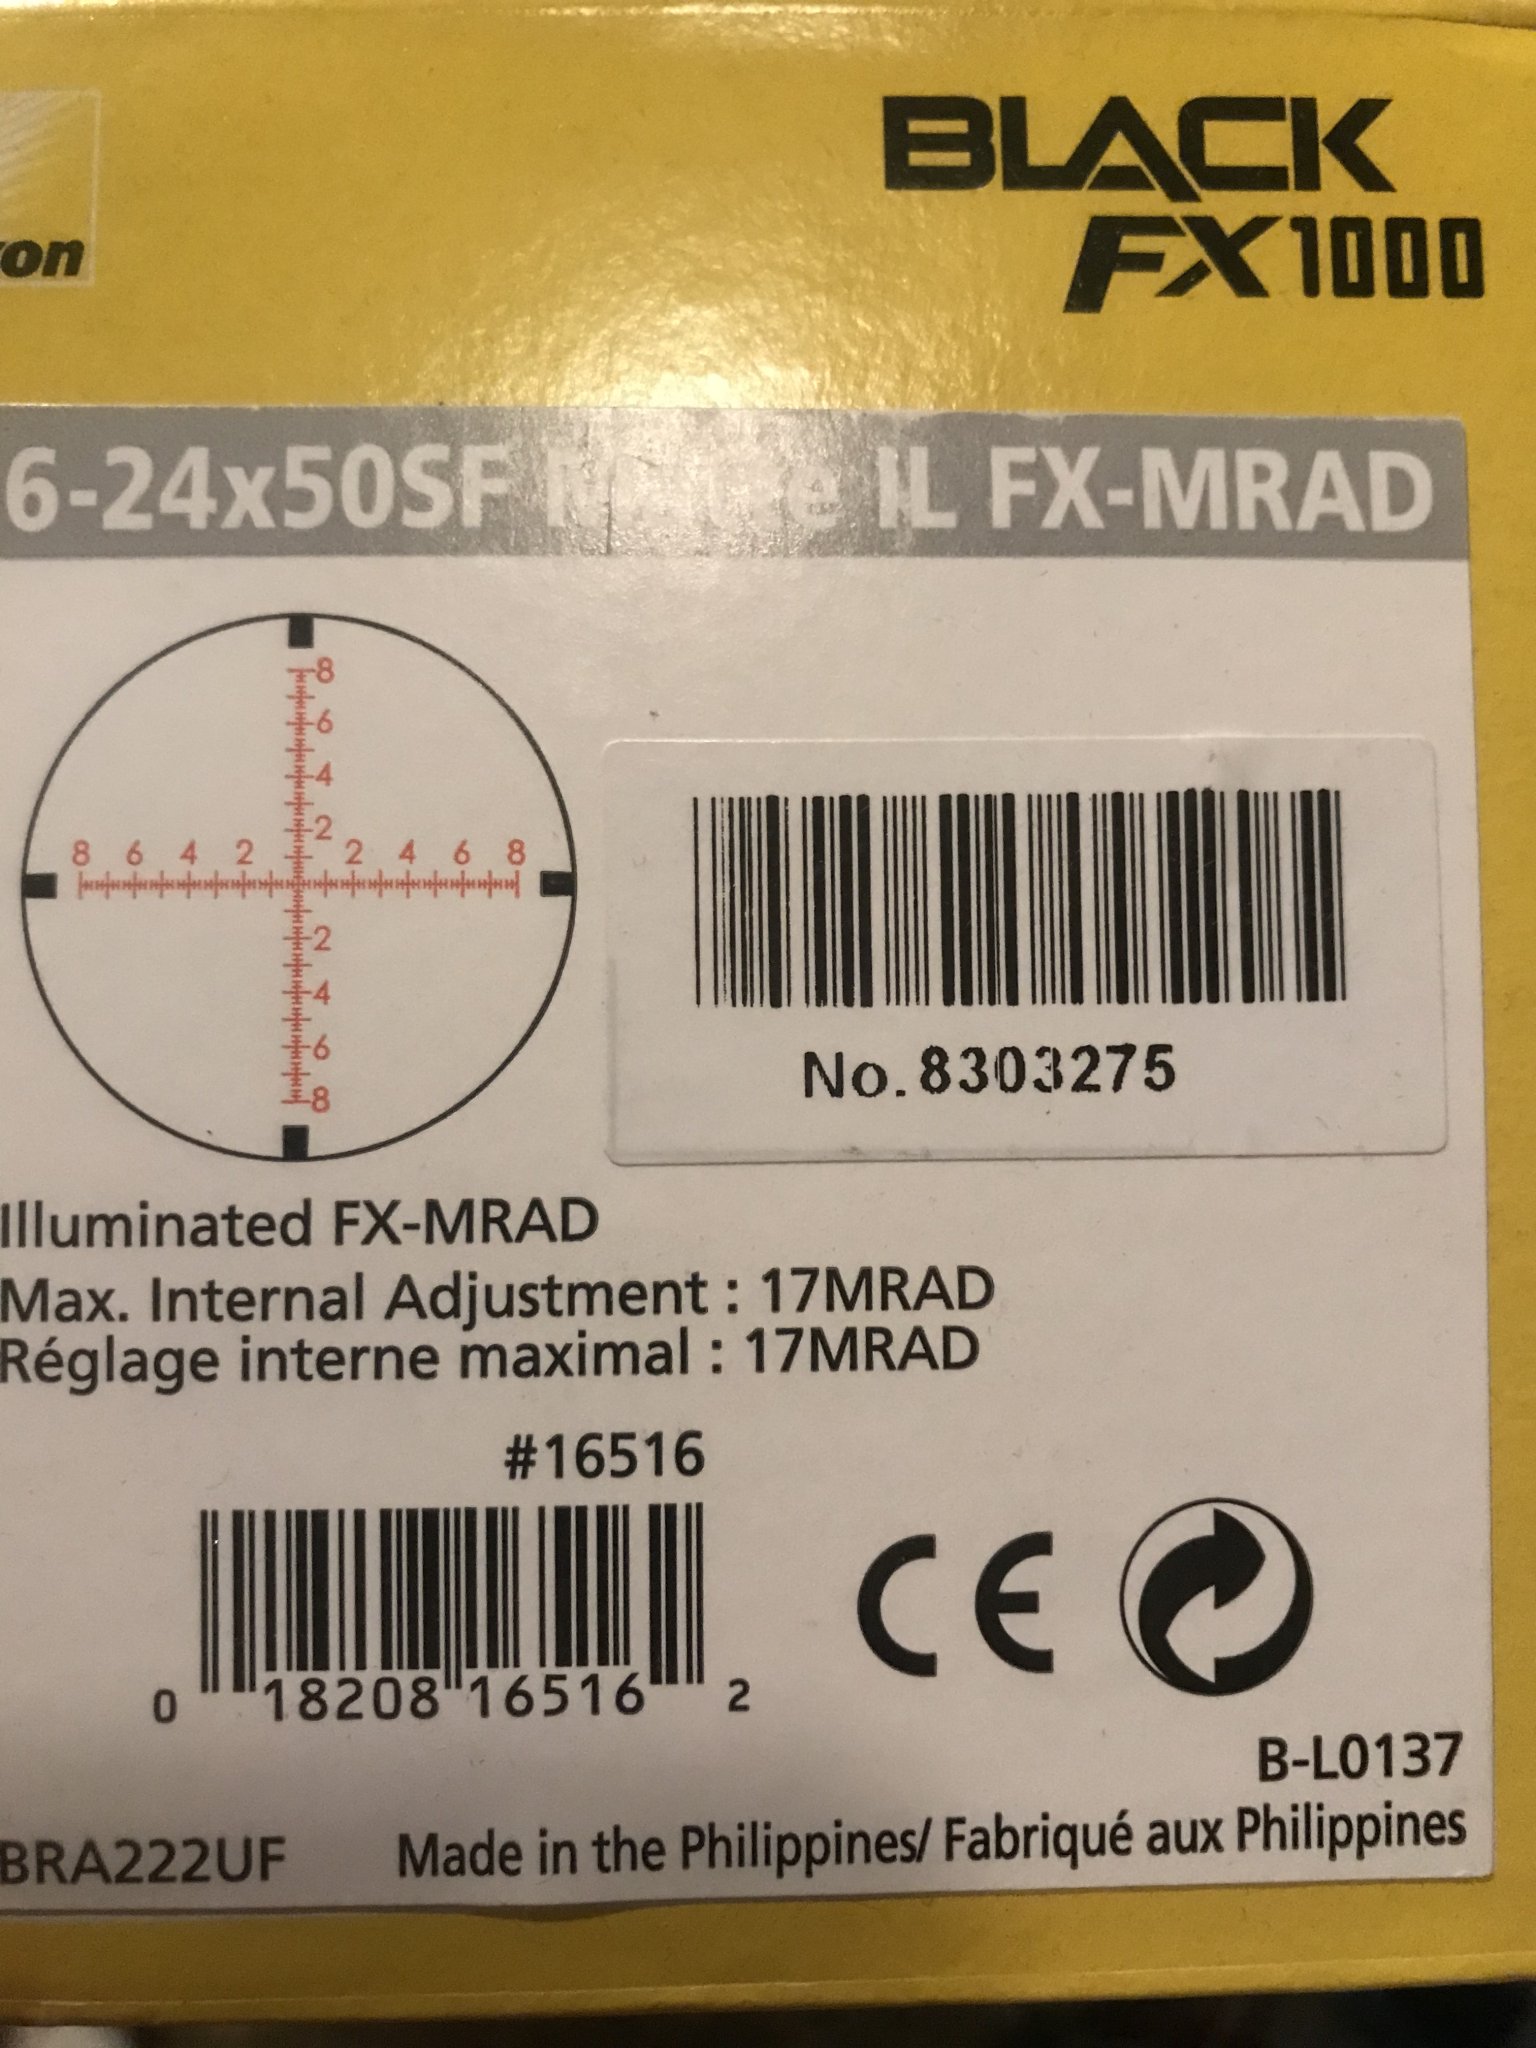 BLACK
FX1000
on
6-24x50SF Matte IL FX-MRAD
8
6
4
2
8 6 4 2 2 4 6 8
2
4
6
8
No. 8303275
Illuminated FX-MRAD
Max. Internal Adjustment : 17MRAD
Réglage interne maximal : 17MRAD
#16516
0 18208 16516 2
CE
B-L0137
BRA222UF Made in the Philippines/ Fabriqué aux Philippines